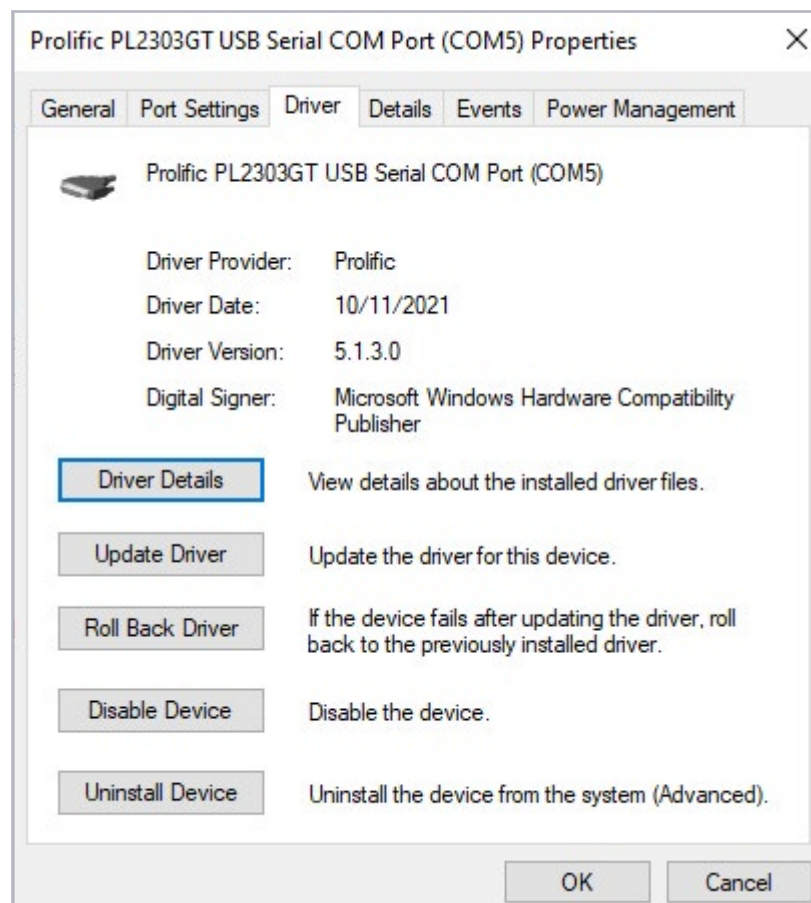 Prolific PL2303GT USB Serial COM Port (COM5) Properties
General Port Settings Driver Details Events Power Management
Prolific PL2303GT USB Serial COM Port (COM5)
Driver Provider: Prolific
Driver Date: 10/11/2021
Driver Version: 5.1.3.0
Digital Signer: Microsoft Windows Hardware Compatibility
Publisher
Driver Details View details about the installed driver files.
Update Driver Update the driver for this device.
Roll Back Driver If the device fails after updating the driver, roll
back to the previously installed driver.
Disable Device Disable the device.
Uninstall Device Uninstall the device from the system (Advanced).
OK Cancel